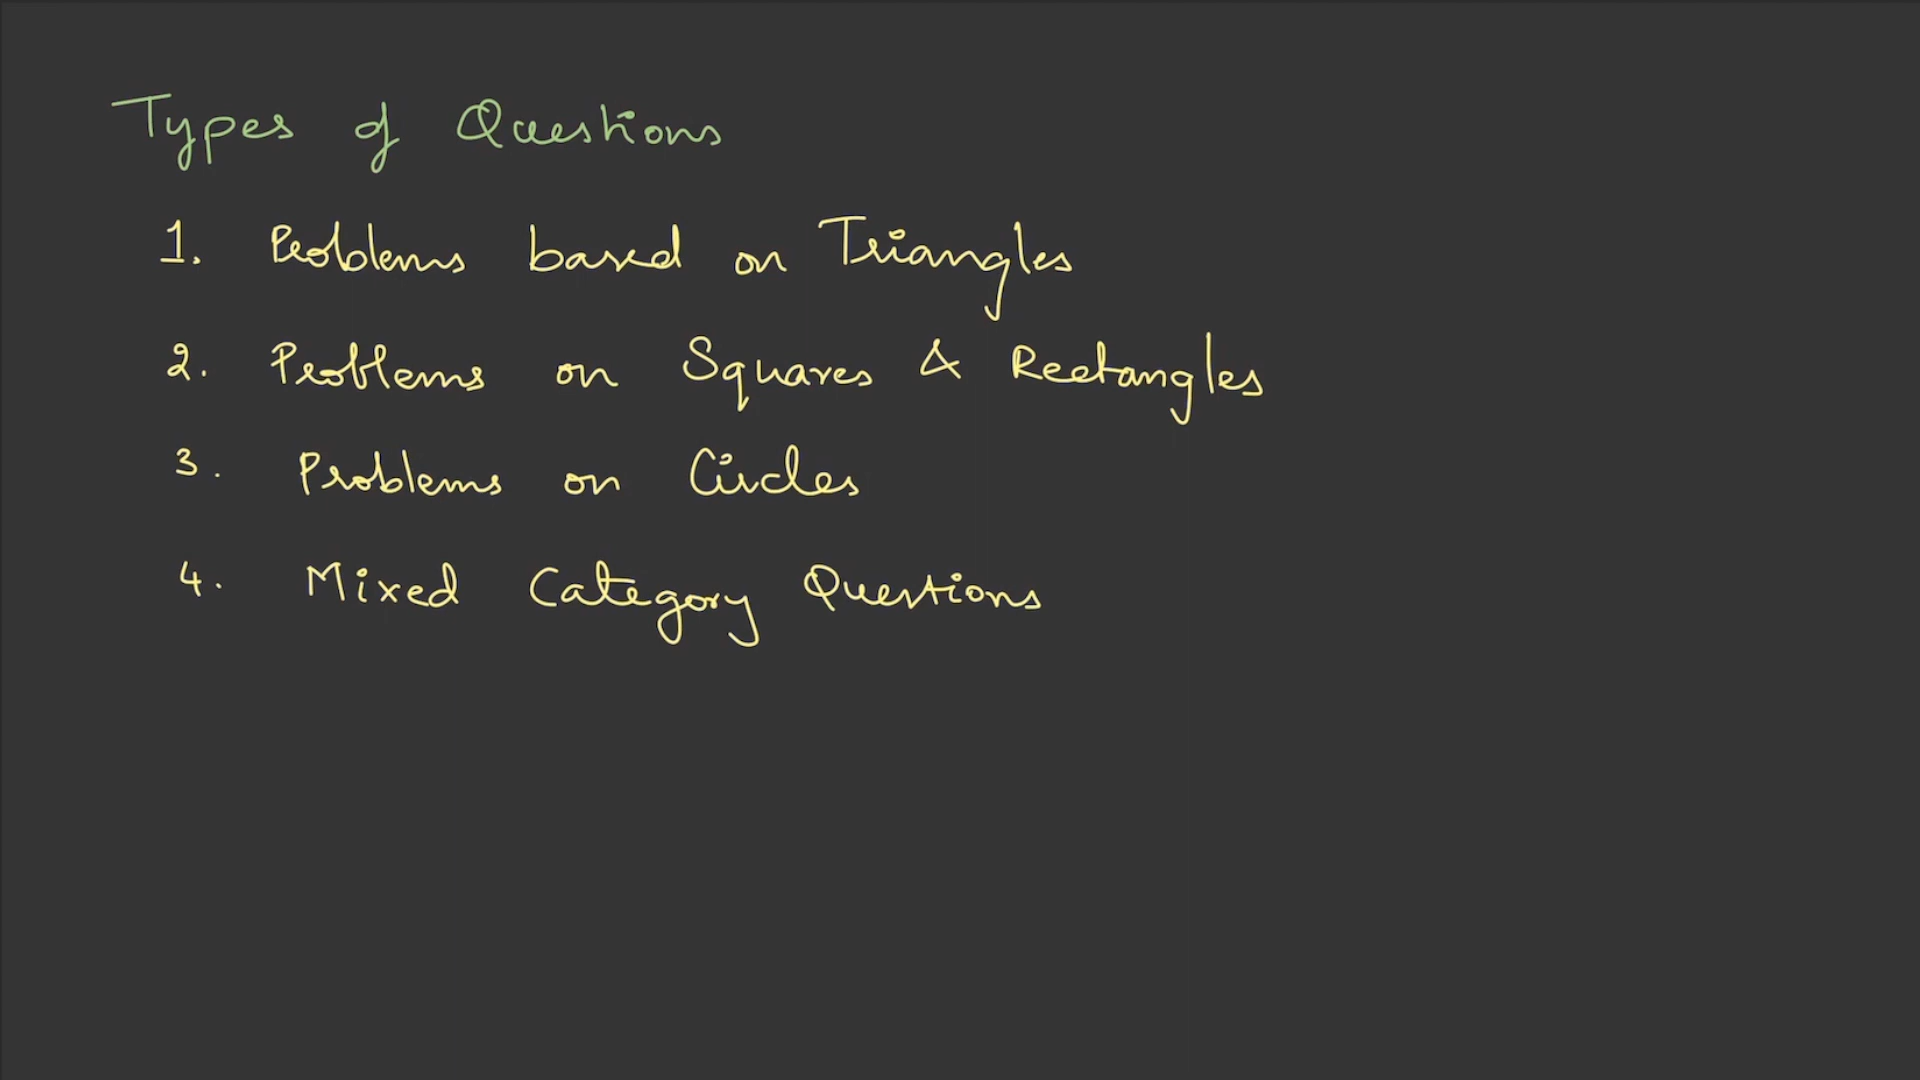 Types of Questions
1. Problems based on Triangles
2. Problems on Squares & Rectangles
3. Problems on Circles
4. Mixed Category Questions